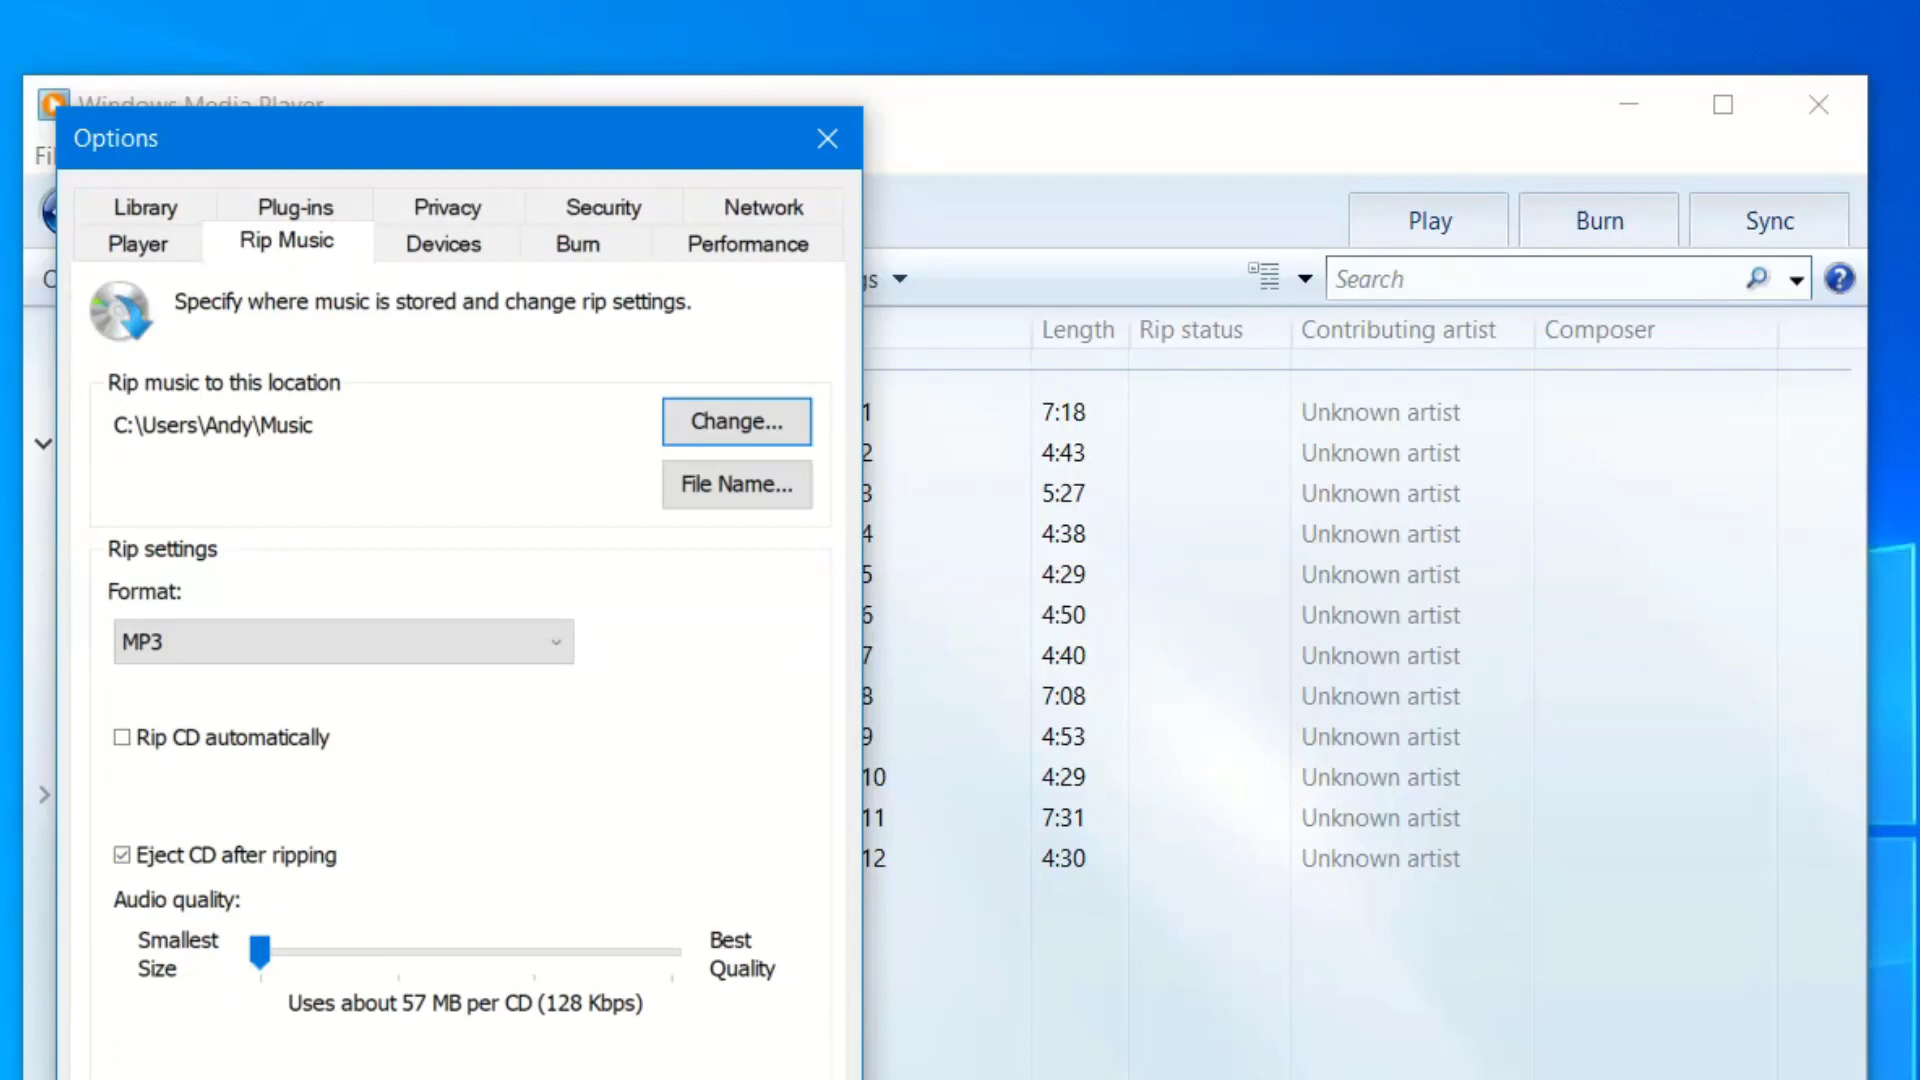 Windows Media Player
Options
Library Plug-ins Privacy Security Network
Player Rip Music Devices Burn Performance
Play Burn Sync
Specify where music is stored and change rip settings.
Search
Length Rip status Contributing artist Composer
Rip music to this location
C:\Users\Andy\Music
Change...
File Name...
Rip settings
Format:
MP3
Rip CD automatically
Eject CD after ripping
Audio quality:
Smallest Size
Best Quality
Uses about 57 MB per CD (128 Kbps)
1 7:18 Unknown artist
2 4:43 Unknown artist
3 5:27 Unknown artist
4 4:38 Unknown artist
5 4:29 Unknown artist
6 4:50 Unknown artist
7 4:40 Unknown artist
8 7:08 Unknown artist
9 4:53 Unknown artist
10 4:29 Unknown artist
11 7:31 Unknown artist
12 4:30 Unknown artist